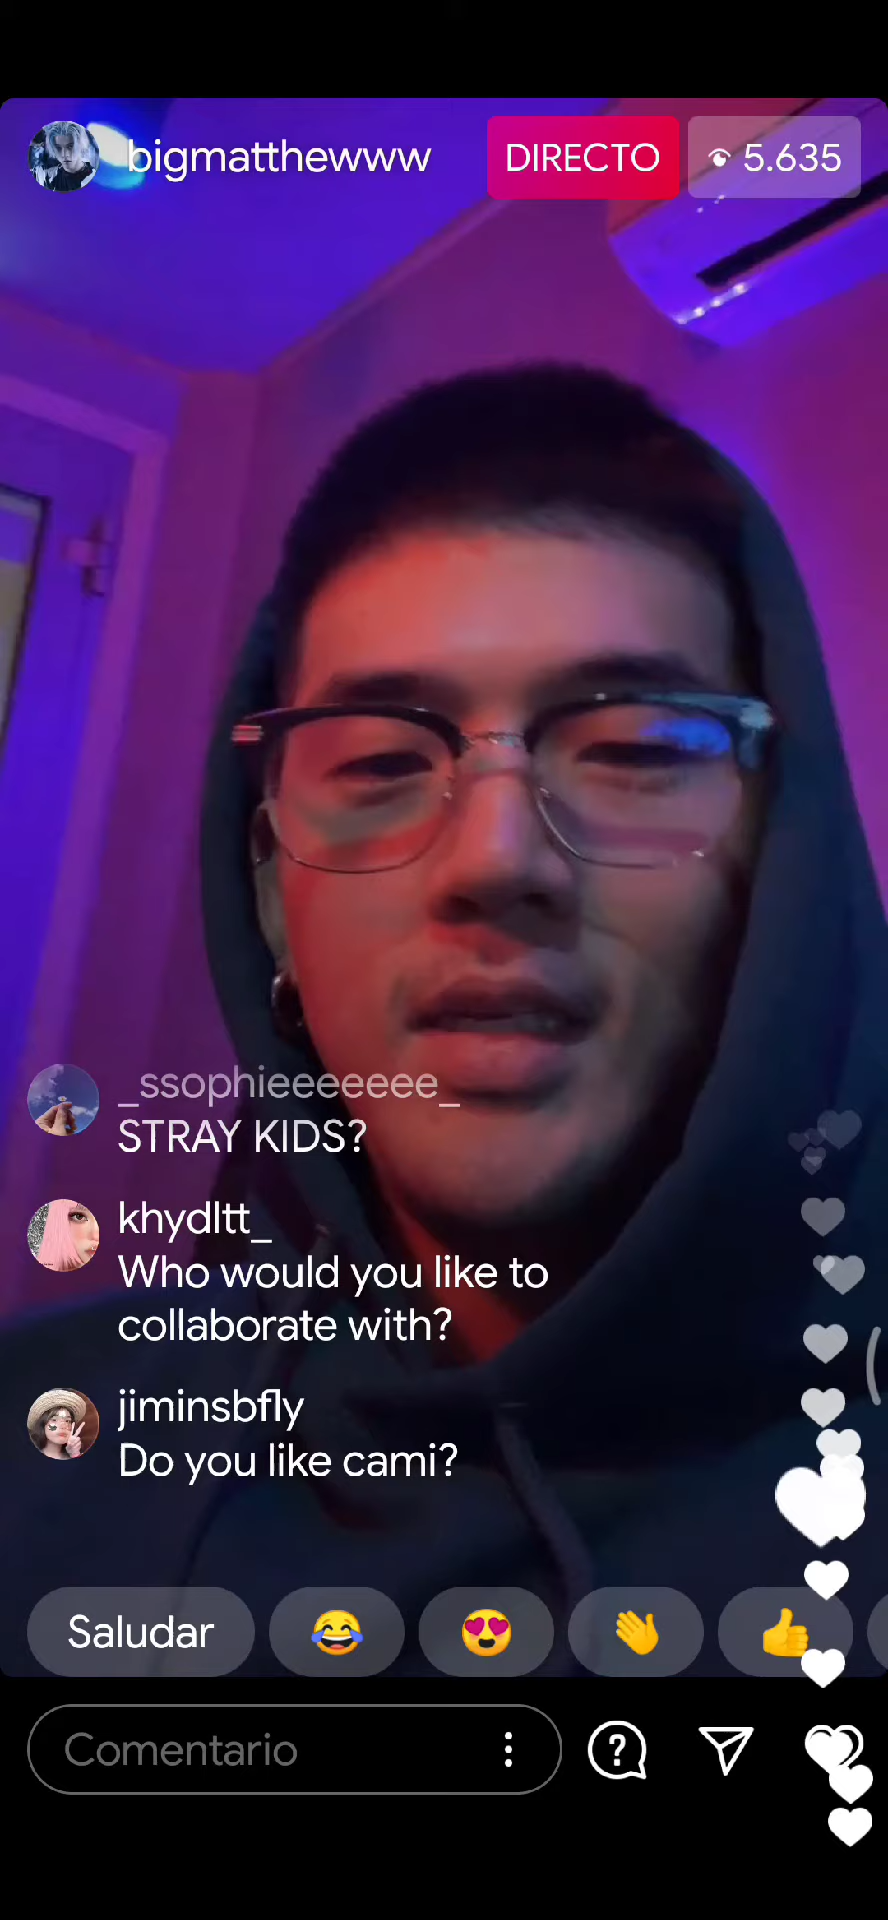 bigmatthewww
DIRECTO
5.635
_ssophieeeeeee_
STRAY KIDS?
khydltt_
Who would you like to
collaborate with?
jiminsbfly
Do you like cami?
Saludar
Comentario